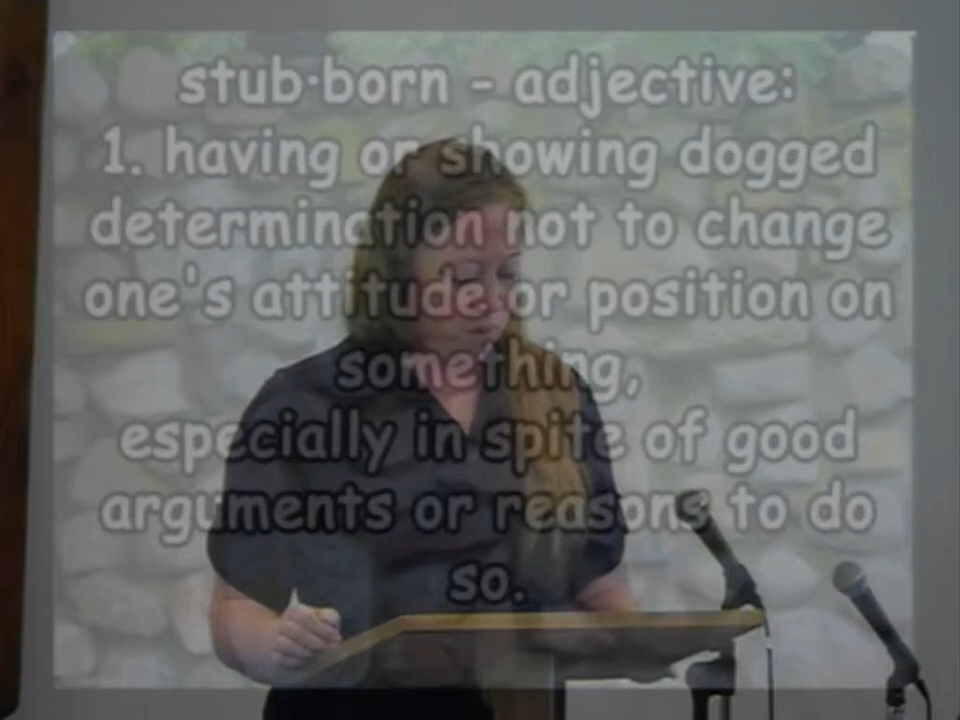 stub·born - adjective:
1. having or showing dogged
determination not to change
one's attitude or position on
something,
especially in spite of good
arguments or reasons to do
so.